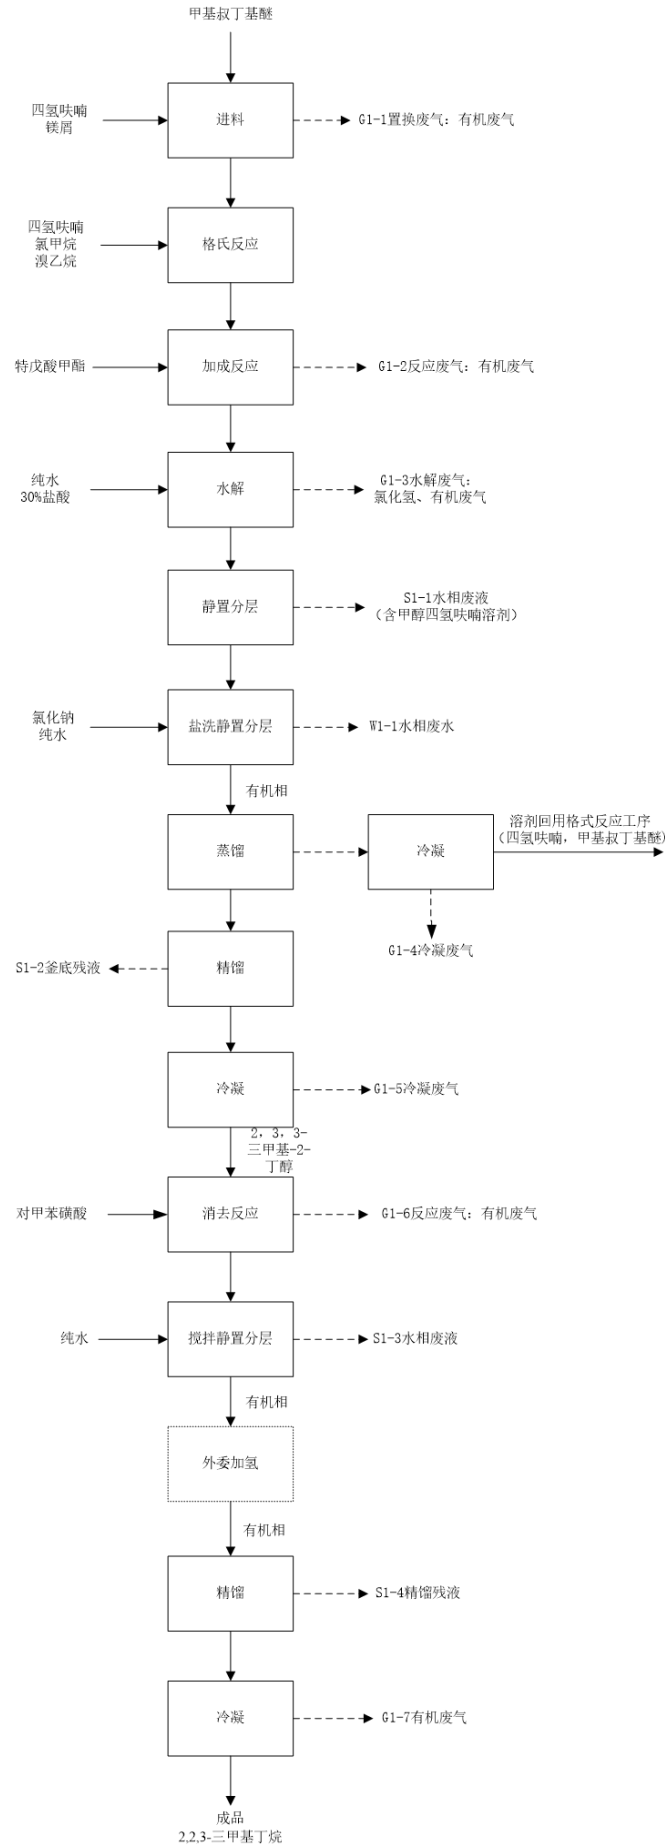 甲基叔丁基醚
四氢呋喃
镁屑
进料
G1-1置换废气：有机废气
四氢呋喃
氯甲烷
溴乙烷
格氏反应
特戊酸甲酯
加成反应
G1-2反应废气：有机废气
纯水
30%盐酸
水解
G1-3水解废气：
氯化氢、有机废气
静置分层
S1-1水相废液
（含甲醇四氢呋喃溶剂）
氯化钠
纯水
盐洗静置分层
W1-1水相废水
有机相
蒸馏
冷凝
溶剂回用格式反应工序
（四氢呋喃，甲基叔丁基醚）
G1-4冷凝废气
S1-2釜底残液
精馏
冷凝
G1-5冷凝废气
2，3，3-
三甲基-2-
丁醇
对甲苯磺酸
消去反应
G1-6反应废气：有机废气
纯水
搅拌静置分层
S1-3水相废液
有机相
外委加氢
有机相
精馏
S1-4精馏残液
冷凝
G1-7有机废气
成品
2,2,3-三甲基丁烷